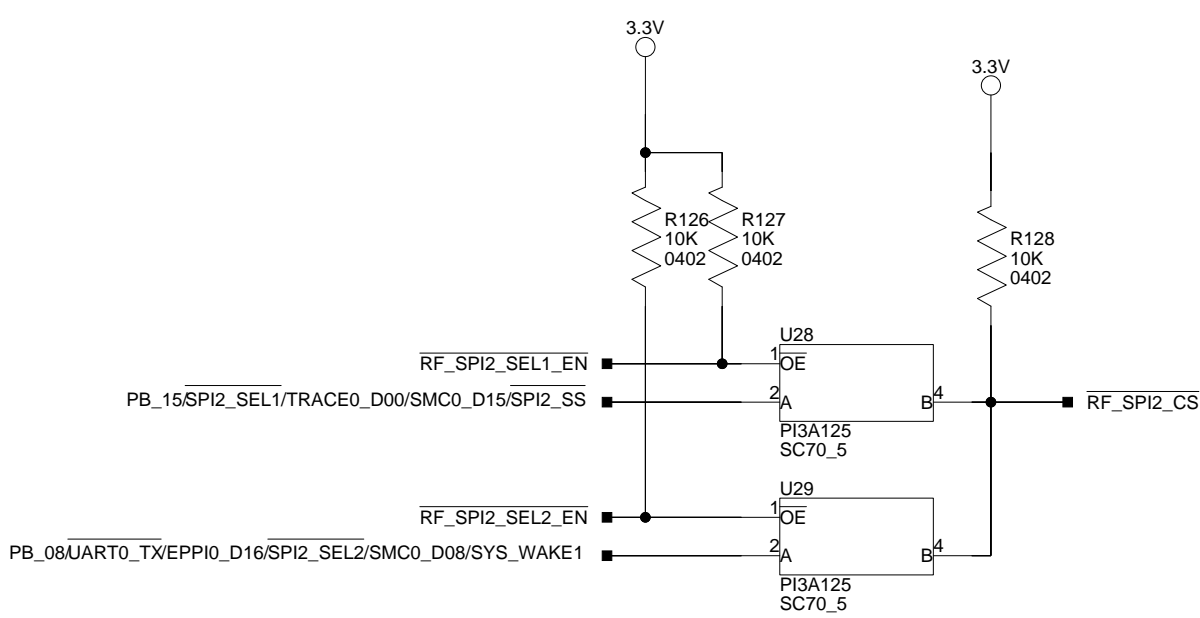 3.3V
3.3V
R126
10K
0402
R127
10K
0402
R128
10K
0402
U28
RF_SPI2_SEL1_EN
1
OE
PB_15/SPI2_SEL1/TRACE0_D00/SMC0_D15/SPI2_SS
2
A
B
4
RF_SPI2_CS
PI3A125
SC70_5
U29
RF_SPI2_SEL2_EN
1
OE
PB_08/UART0_TX/EPPI0_D16/SPI2_SEL2/SMC0_D08/SYS_WAKE1
2
A
B
4
PI3A125
SC70_5